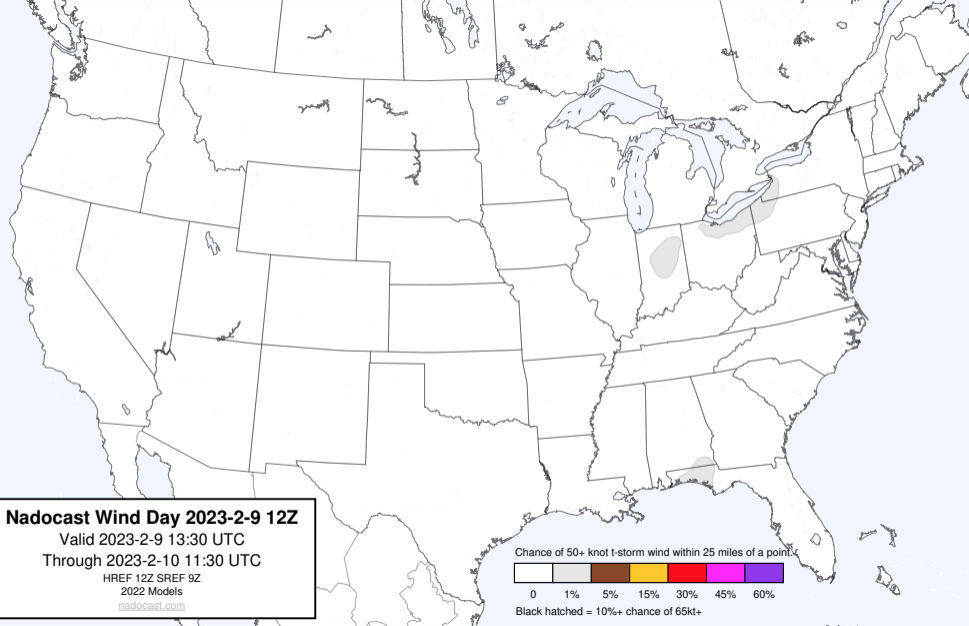 Nadocast Wind Day 2023-2-9 12Z
Valid 2023-2-9 13:30 UTC
Through 2023-2-10 11:30 UTC
HREF 12Z SREF 9Z
2022 Models
nadocast.com
Chance of 50+ knot t-storm wind within 25 miles of a point.
0 1% 5% 15% 30% 45% 60%
Black hatched = 10%+ chance of 65kt+